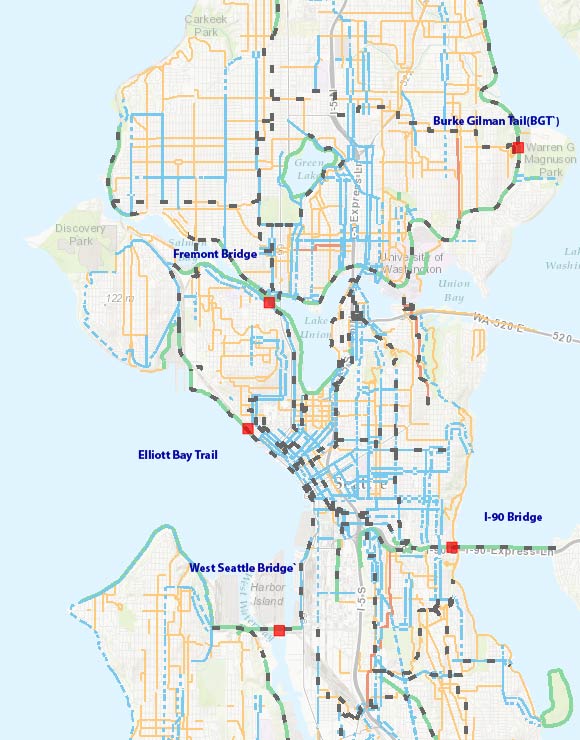 Carkeek
Park
I-5-N
Burke Gilman Tail(BGT`)
Warren G
Magnuson
Park
Green
Lake
Express Ln
Discovery
Park
Salmon
Fremont Bridge
University of
Washington
Lake
Washin
Union
Bay
122 m
Lake
Union
WA-520 E
520
Elliott Bay Trail
Seattle
I-90 Bridge
I-90-Express Ln
West Seattle Bridge`
Harbor
Island
I-5-S